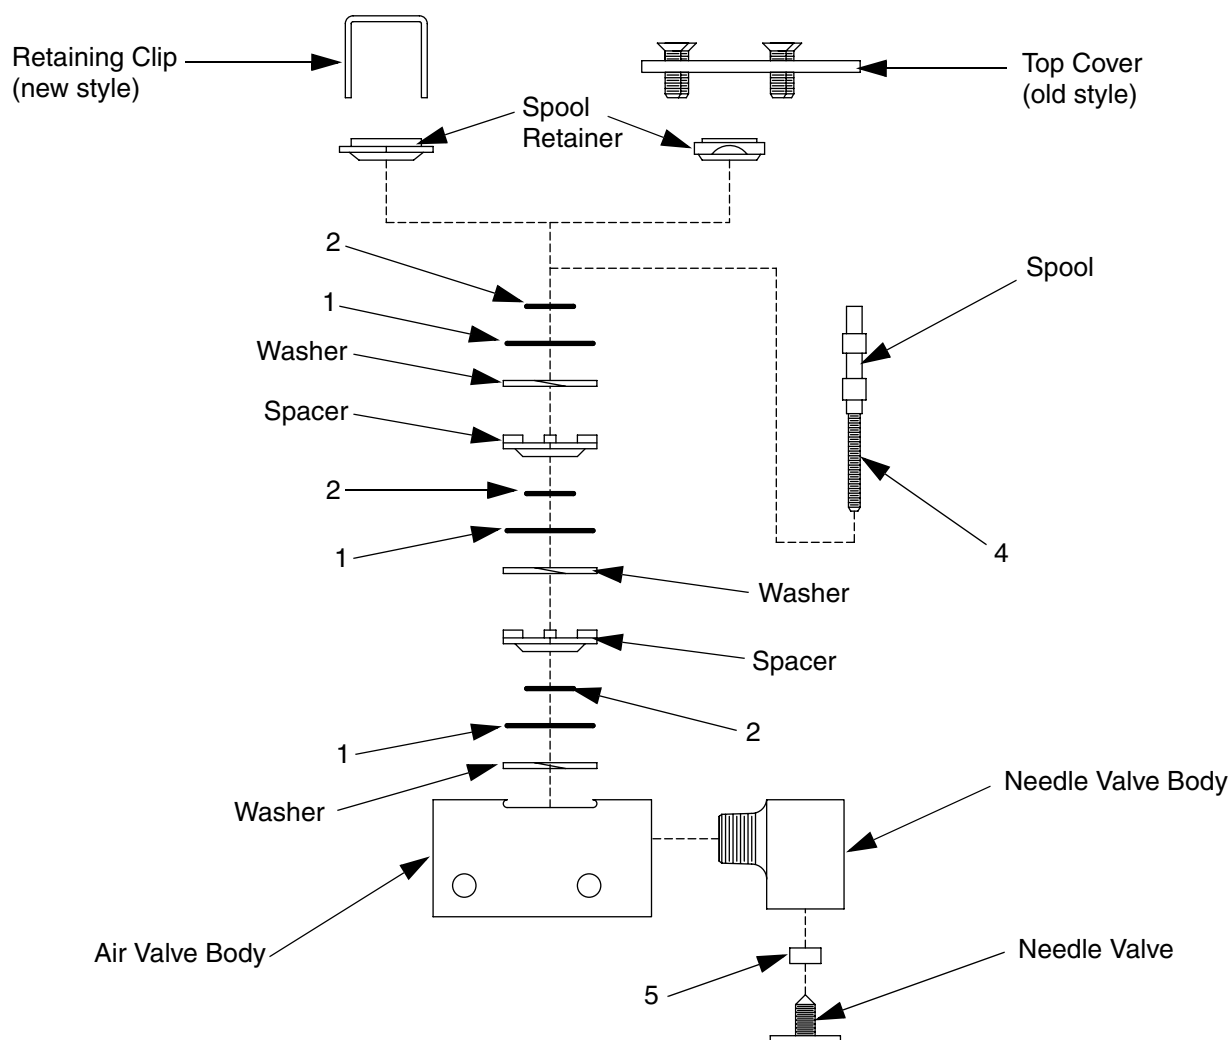 Retaining Clip
(new style)
Top Cover
(old style)
Spool
Retainer
2
Spool
1
Washer
Spacer
2
1
4
Washer
Spacer
2
1
Washer
Needle Valve Body
Air Valve Body
Needle Valve
5